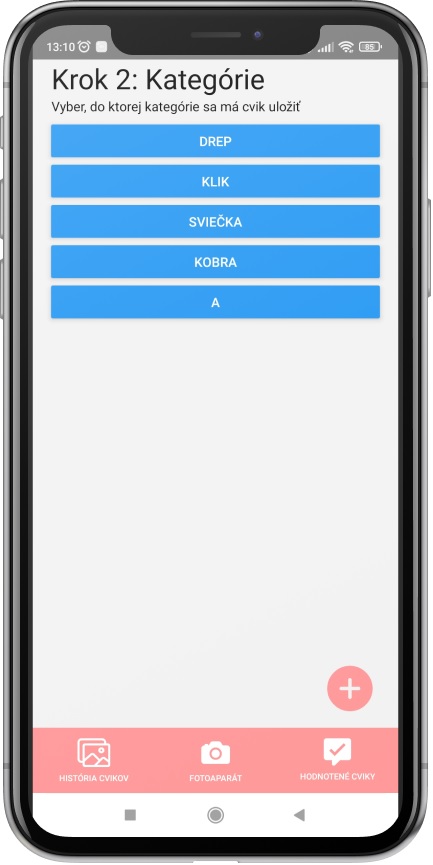 13:10
85
Krok 2: Kategórie
Vyber, do ktorej kategórie sa má cvik uložiť
DREP
KLIK
SVIEČKA
KOBRA
A
HISTÓRIA CVIKOV
FOTOAPARÁT
HODNOTENÉ CVIKY